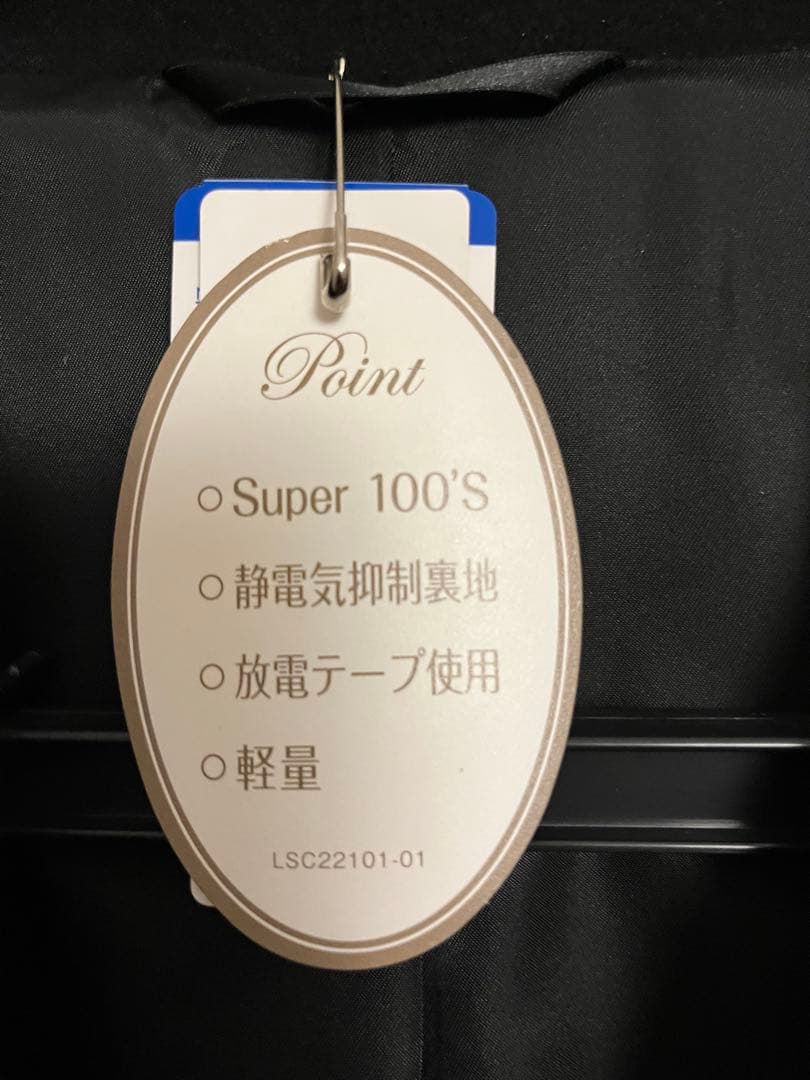 Point
○ Super 100'S
○ 静電気抑制裏地
○ 放電テープ使用
○ 軽量
LSC22101-01